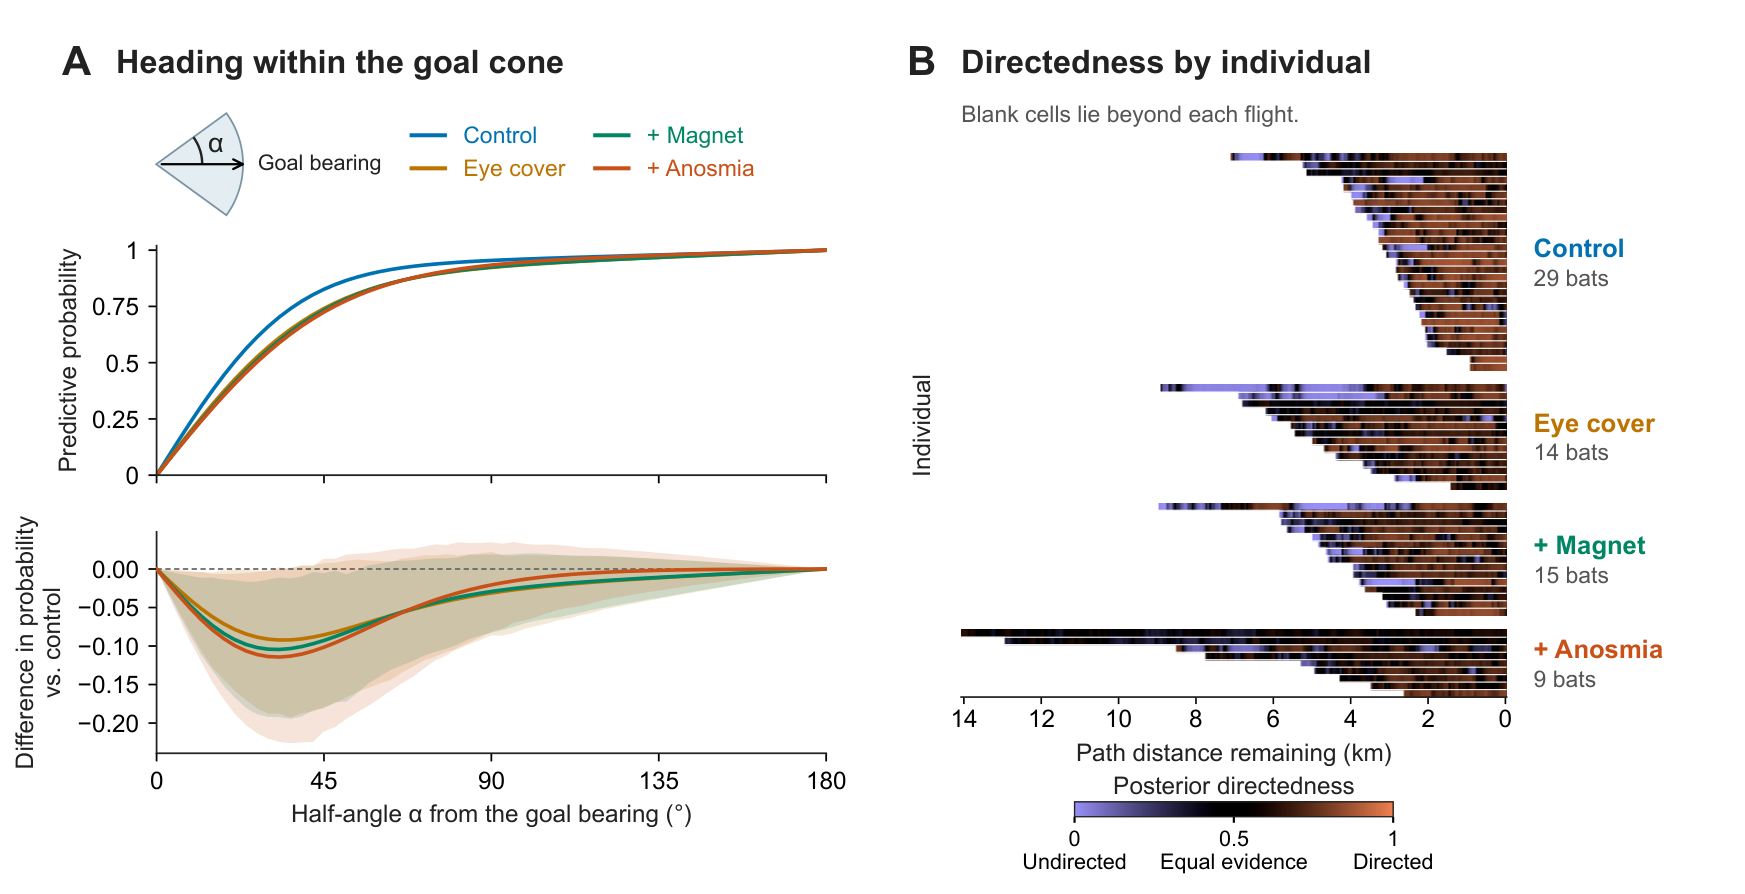 A Heading within the goal cone
α
Goal bearing
Control
+ Magnet
Eye cover
+ Anosmia
Predictive probability
1
0.75
0.5
0.25
0
Difference in probability
vs. control
0.00
−0.05
−0.10
−0.15
−0.20
0 45 90 135 180
Half-angle α from the goal bearing (°)
B Directedness by individual
Blank cells lie beyond each flight.
Individual
Control
29 bats
Eye cover
14 bats
+ Magnet
15 bats
+ Anosmia
9 bats
14 12 10 8 6 4 2 0
Path distance remaining (km)
Posterior directedness
0 0.5 1
Undirected Equal evidence Directed